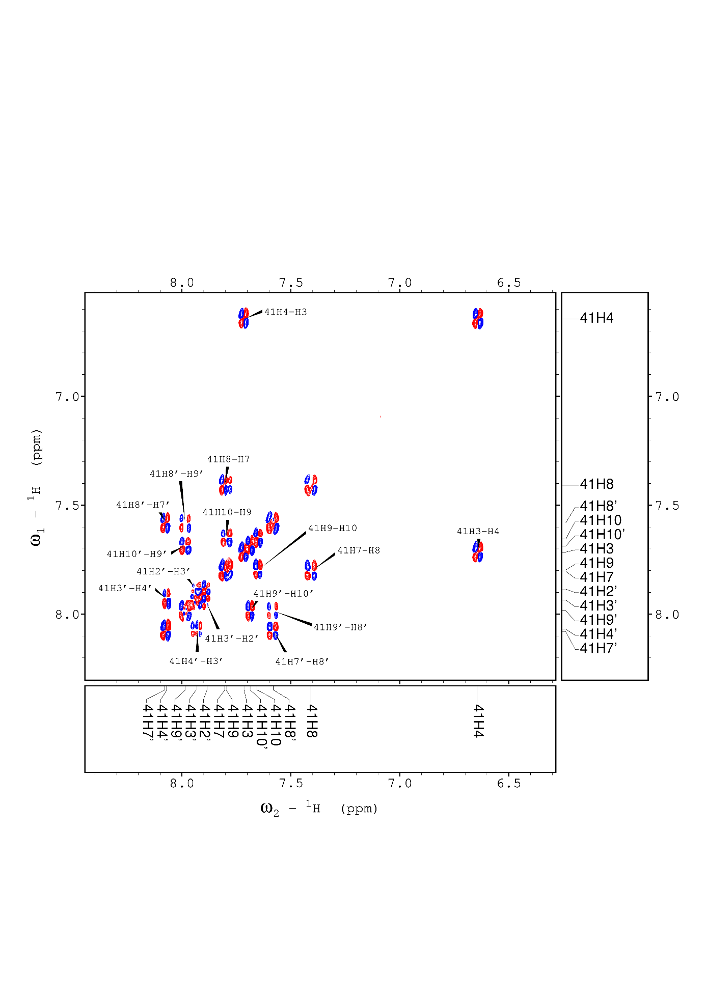 8.0 7.5 7.0 6.5
41H4-H3
41H4
7.0
7.0
41H8-H7
41H8'-H9'
41H8
41H8'-H7'
7.5
41H8'
41H10-H9
41H10
41H9-H10
41H3-H4
41H10'
41H10'-H9'
41H7-H8
41H3
41H9
41H2'-H3'
41H7
41H3'-H4'
41H9'-H10'
41H2'
41H3'
8.0
8.0
41H9'-H8'
41H9'
41H3'-H2'
41H4'
41H4'-H3'
41H7'-H8'
41H7'
7.5
ω1 - 1H (ppm)
41H7' 41H4' 41H9' 41H3' 41H2' 41H7 41H9 41H3 41H10' 41H10 41H8' 41H8 41H4
8.0 7.5 7.0 6.5
ω2 - 1H (ppm)